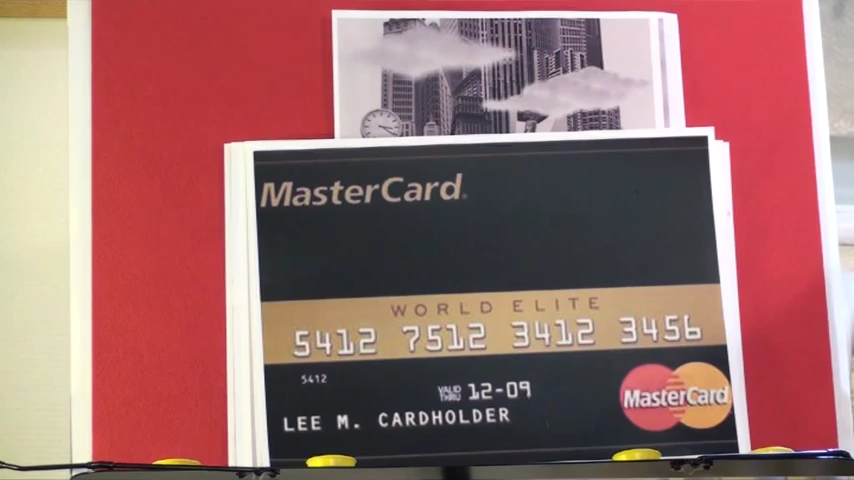 MasterCard
WORLD ELITE
5412 7512 3412 3456
5412
VALID THRU 12-09
LEE M. CARDHOLDER
MasterCard